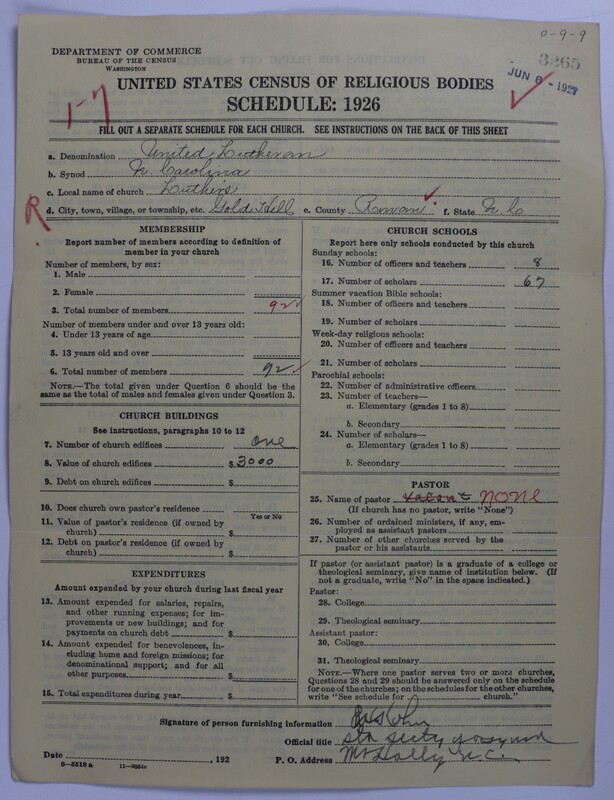 0-9-9
DEPARTMENT OF COMMERCE
BUREAU OF THE CENSUS
WASHINGTON
3265
JUN 6 - 1927
1-7
UNITED STATES CENSUS OF RELIGIOUS BODIES
SCHEDULE: 1926
FILL OUT A SEPARATE SCHEDULE FOR EACH CHURCH. SEE INSTRUCTIONS ON THE BACK OF THIS SHEET
a. Denomination United Lutheran
b. Synod N. Carolina
c. Local name of church Luthers
R
d. City, town, village, or township, etc. Gold Hill e. County Rowan f. State N. C
MEMBERSHIP
Report number of members according to definition of member in your church
Number of members, by sex:
1. Male
2. Female
3. Total number of members 92
Number of members under and over 13 years old:
4. Under 13 years of age
5. 13 years old and over
6. Total number of members 92
NOTE.—The total given under Question 6 should be the same as the total of males and females given under Question 3.
CHURCH BUILDINGS
See instructions, paragraphs 10 to 12
7. Number of church edifices one
8. Value of church edifices $ 3000
9. Debt on church edifices $
10. Does church own pastor's residence
Yes or No
11. Value of pastor's residence (if owned by church) $
12. Debt on pastor's residence (if owned by church) $
EXPENDITURES
Amount expended by your church during last fiscal year
13. Amount expended for salaries, repairs, and other running expenses; for improvements or new buildings; and for payments on church debt $
14. Amount expended for benevolences, including home and foreign missions; for denominational support; and for all other purposes $
15. Total expenditures during year $
CHURCH SCHOOLS
Report here only schools conducted by this church
Sunday schools:
16. Number of officers and teachers 8
17. Number of scholars 67
Summer vacation Bible schools:
18. Number of officers and teachers
19. Number of scholars
Week-day religious schools:
20. Number of officers and teachers
21. Number of scholars
Parochial schools:
22. Number of administrative officers
23. Number of teachers—
a. Elementary (grades 1 to 8)
b. Secondary
24. Number of scholars—
a. Elementary (grades 1 to 8)
b. Secondary
PASTOR
25. Name of pastor vacant NONE
(If church has no pastor, write "None")
26. Number of ordained ministers, if any, employed as assistant pastors
27. Number of other churches served by the pastor or his assistants
If pastor (or assistant pastor) is a graduate of a college or theological seminary, give name of institution below. (If not a graduate, write "No" in the space indicated.)
Pastor:
28. College
29. Theological seminary
Assistant pastor:
30. College
31. Theological seminary
NOTE.—Where one pastor serves two or more churches, Questions 28 and 29 should be answered only on the schedule for one of the churches; on the schedules for the other churches, write "See schedule for church."
Signature of person furnishing information
Official title
Date , 192
P. O. Address Mt Holly N. C.
8-5518 a